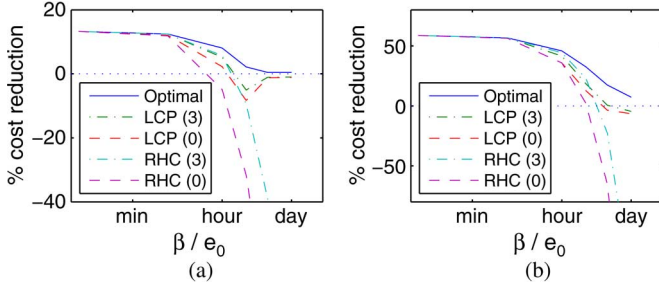 20
10
0
-20
-40
% cost reduction
Optimal
LCP (3)
LCP (0)
RHC (3)
RHC (0)
min hour day
β / e0
(a)
50
0
-50
% cost reduction
Optimal
LCP (3)
LCP (0)
RHC (3)
RHC (0)
min hour day
β / e0
(b)